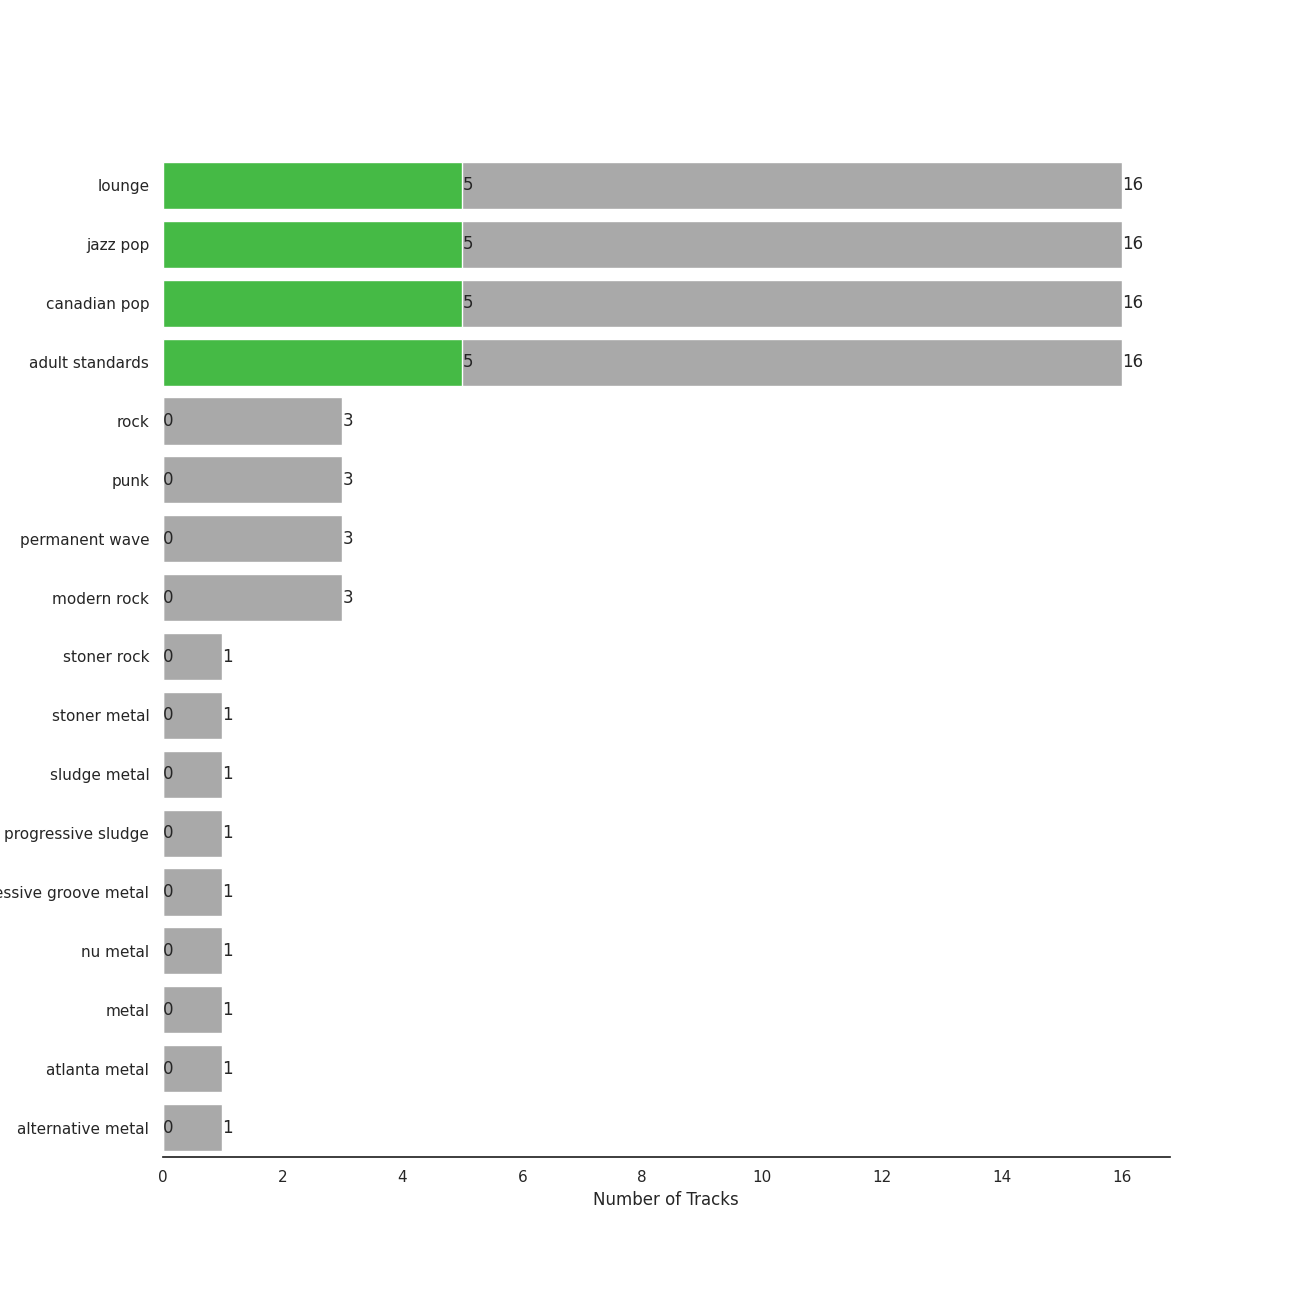 lounge 5 16
jazz pop 5 16
canadian pop 5 16
adult standards 5 16
rock 0 3
punk 0 3
permanent wave 0 3
modern rock 0 3
stoner rock 0 1
stoner metal 0 1
sludge metal 0 1
progressive sludge 0 1
essive groove metal 0 1
nu metal 0 1
metal 0 1
atlanta metal 0 1
alternative metal 0 1
0 2 4 6 8 10 12 14 16
Number of Tracks